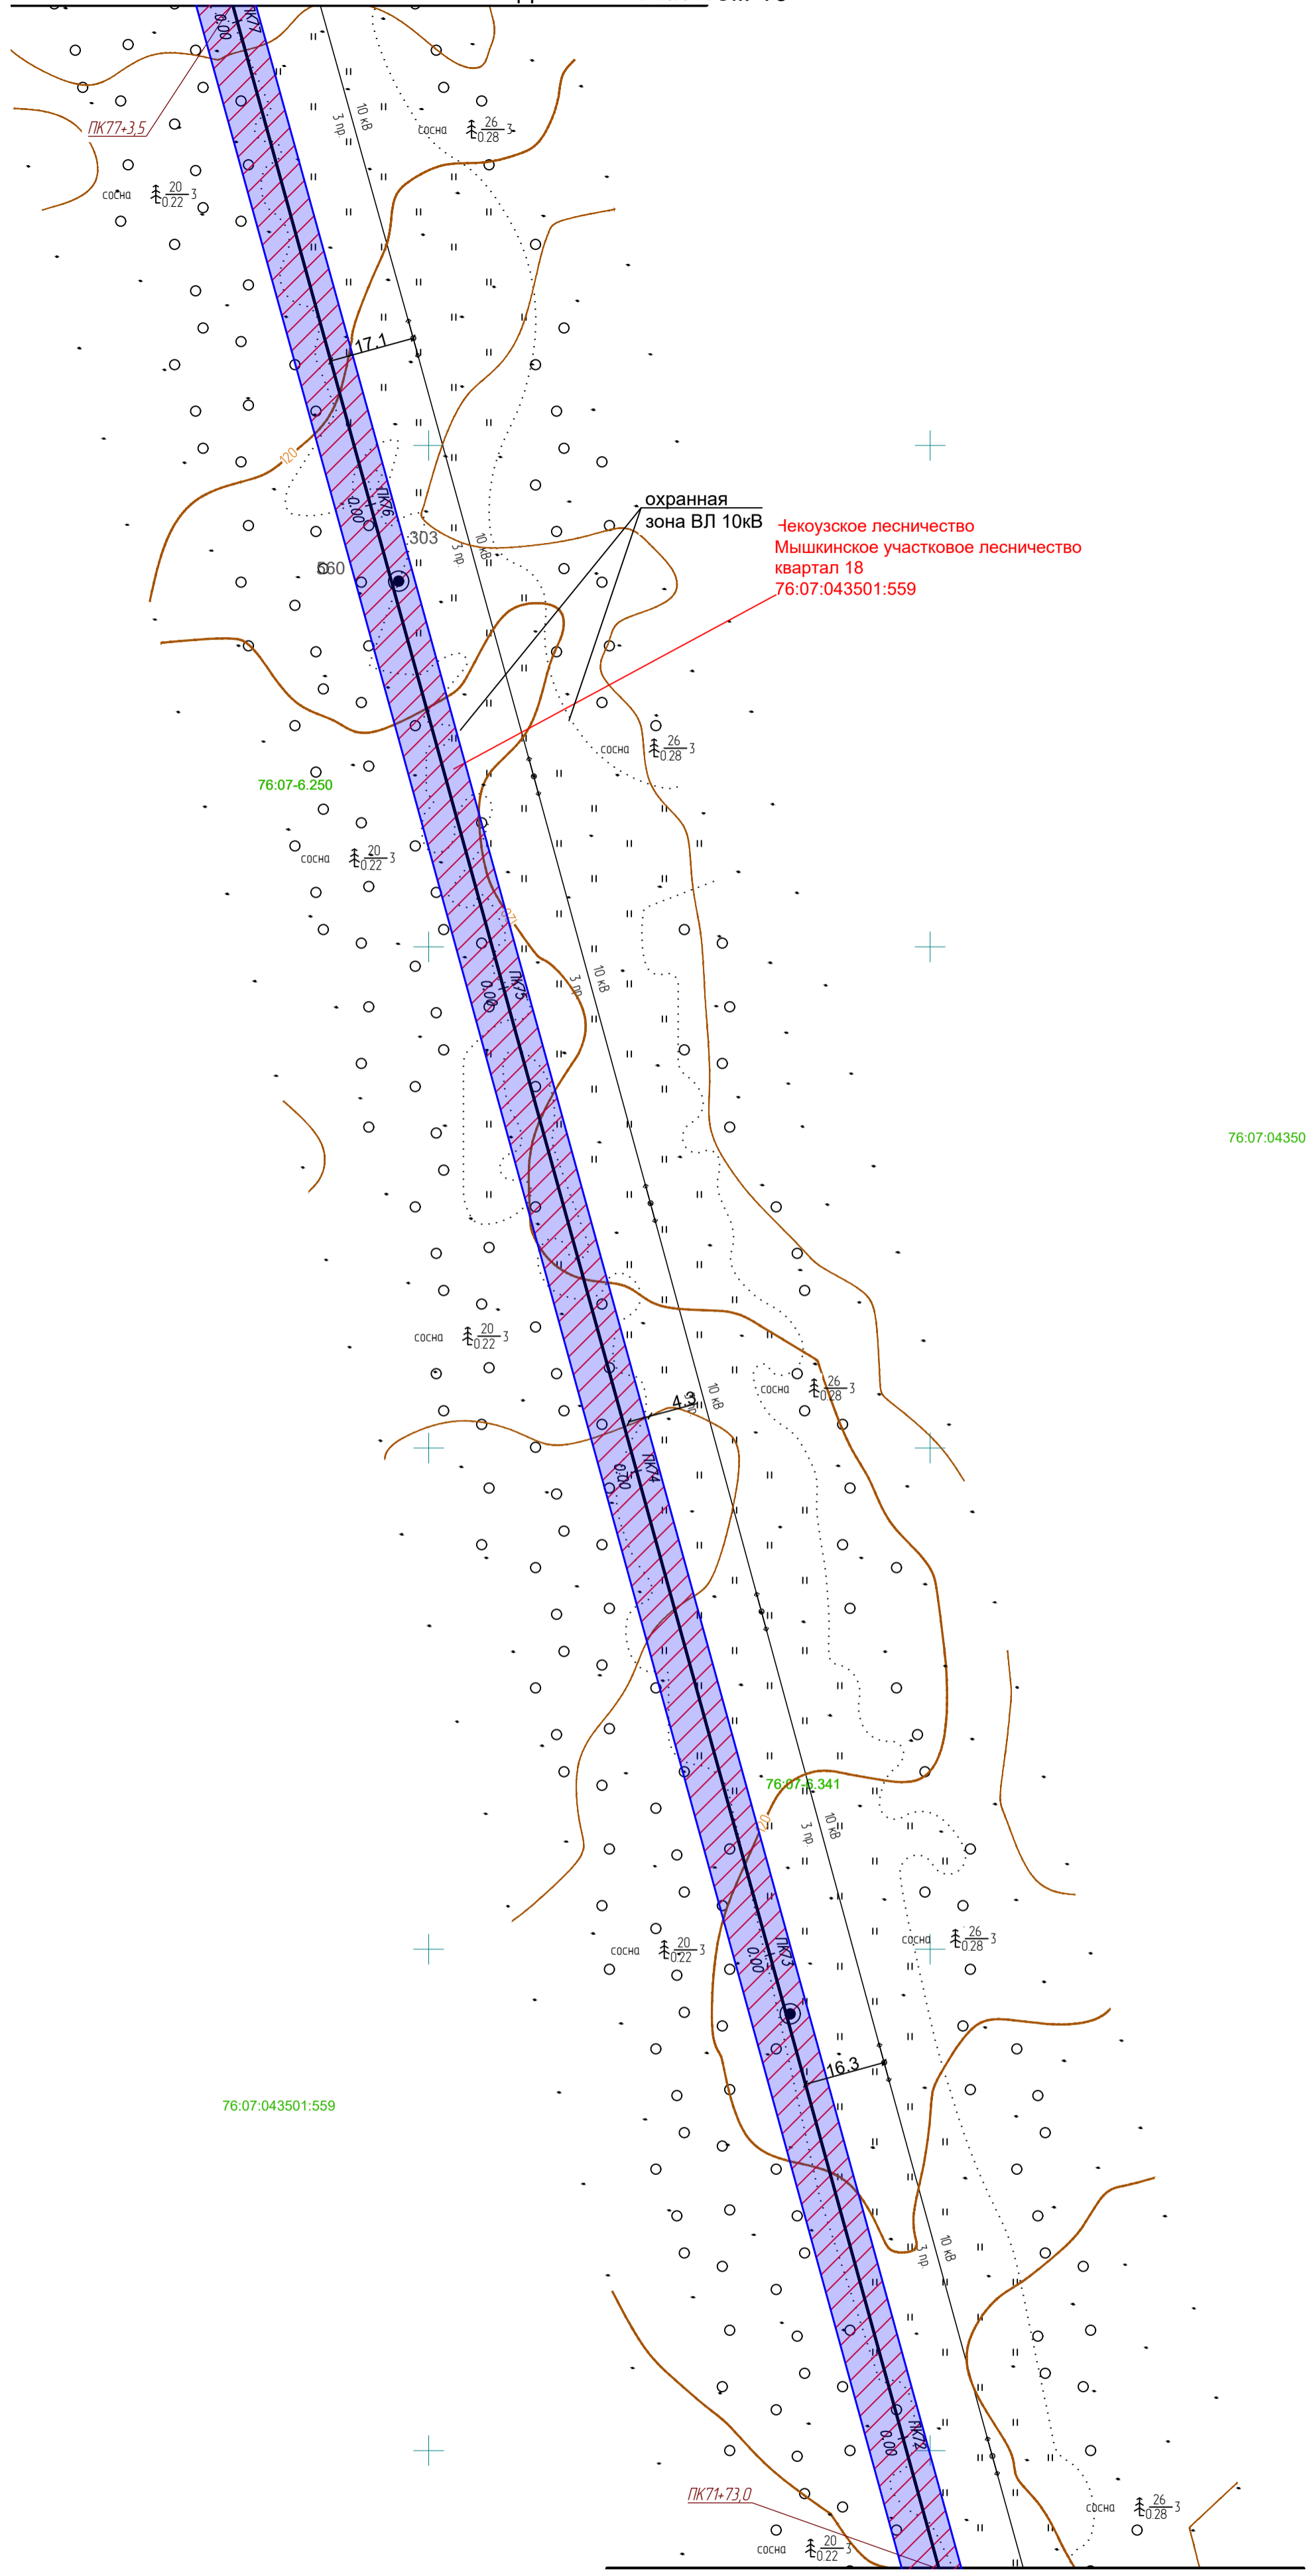 ПК77
0.00
ПК77+3,5
10 кВ
3 пр.
сосна 26 0.28 3
сосна 20 0.22 3
17.1
120
ПК76
0.00
303
560
10 кВ
3 пр.
охранная
зона ВЛ 10кВ
Некоузское лесничество
Мышкинское участковое лесничество
квартал 18
76:07:043501:559
сосна 26 0.28 3
76:07-6.250
сосна 20 0.22 3
120
ПК75
0.00
10 кВ
3 пр.
76:07:04350
сосна 20 0.22 3
сосна 26 0.28 3
10 кВ
4.3
ПК74
0.00
76:07-6.341
120
10 кВ
3 пр.
сосна 20 0.22 3
сосна 26 0.28 3
ПК73
0.00
16.3
76:07:043501:559
10 кВ
3 пр.
ПК72
0.00
ПК71+73,0
сосна 26 0.28 3
сосна 20 0.22 3